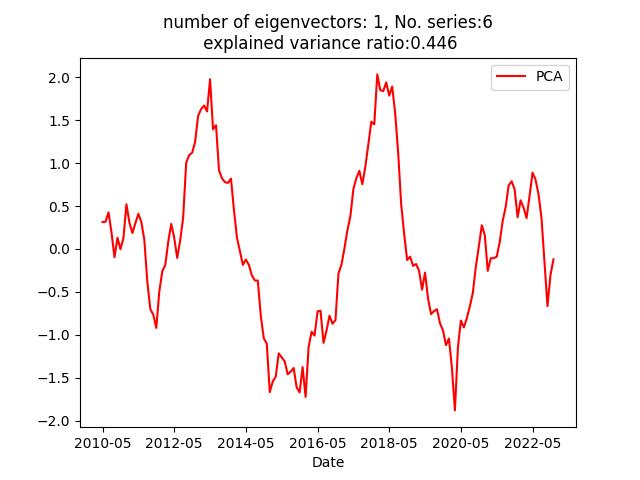 number of eigenvectors: 1, No. series:6
explained variance ratio:0.446
PCA
2.0
1.5
1.0
0.5
0.0
−0.5
−1.0
−1.5
−2.0
2010-05 2012-05 2014-05 2016-05 2018-05 2020-05 2022-05
Date